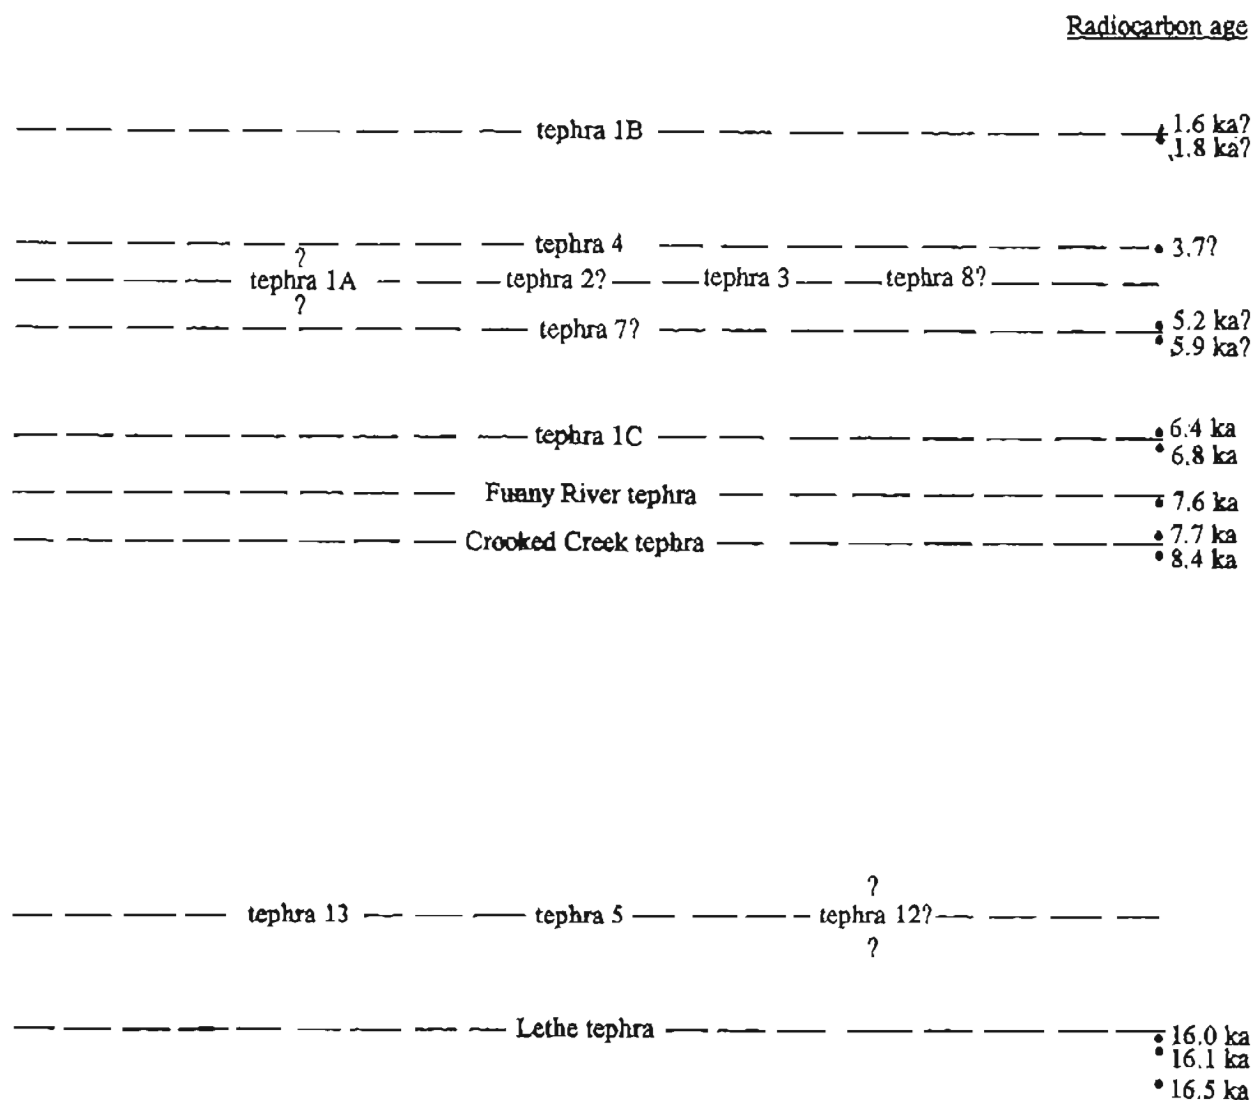 Radiocarbon age
tephra 1B
1.6 ka?
1.8 ka?
tephra 4
3.7?
?
tephra 1A tephra 2? tephra 3 tephra 8?
?
tephra 7?
5.2 ka?
5.9 ka?
tephra 1C
6.4 ka
6.8 ka
Funny River tephra
7.6 ka
Crooked Creek tephra
7.7 ka
8.4 ka
?
tephra 13 tephra 5 tephra 12?
?
Lethe tephra
16.0 ka
16.1 ka
16.5 ka